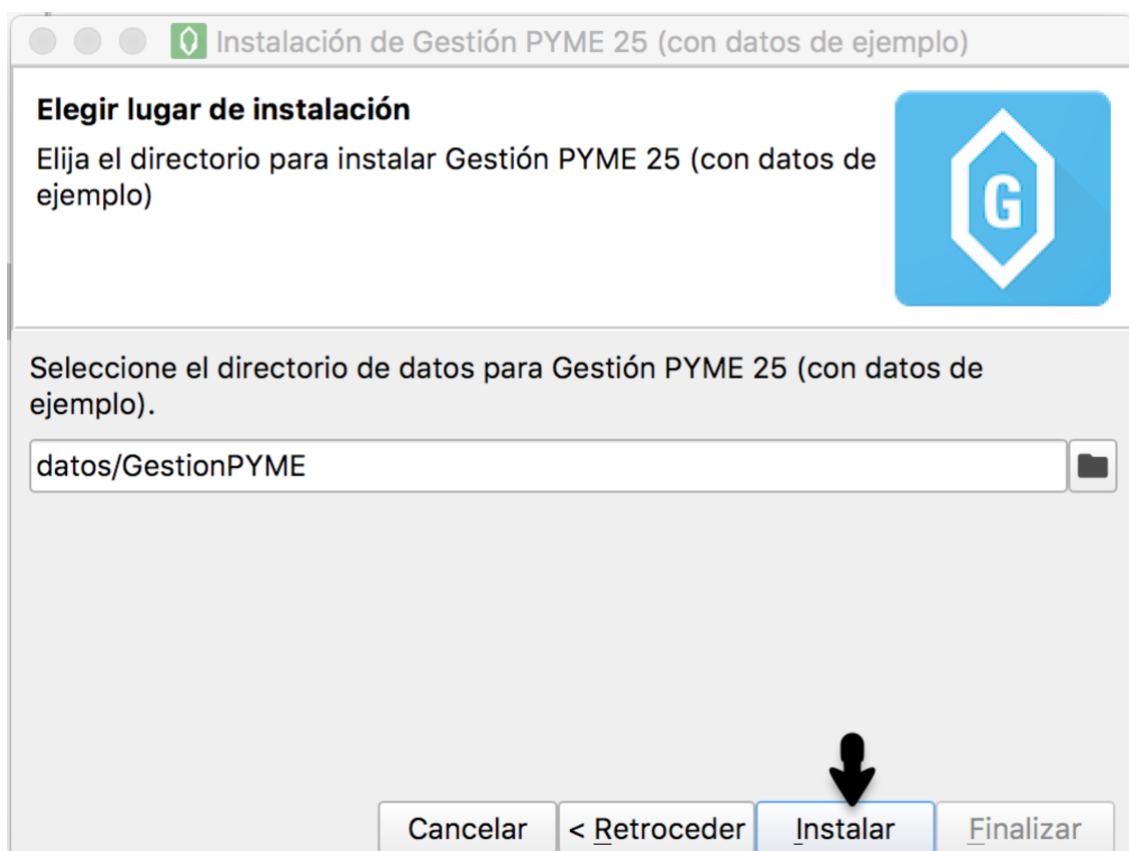 Instalación de Gestión PYME 25 (con datos de ejemplo)
Elegir lugar de instalación
Elija el directorio para instalar Gestión PYME 25 (con datos de
ejemplo)
G
Seleccione el directorio de datos para Gestión PYME 25 (con datos de
ejemplo).
datos/GestionPYME
Cancelar < Retroceder Instalar Finalizar